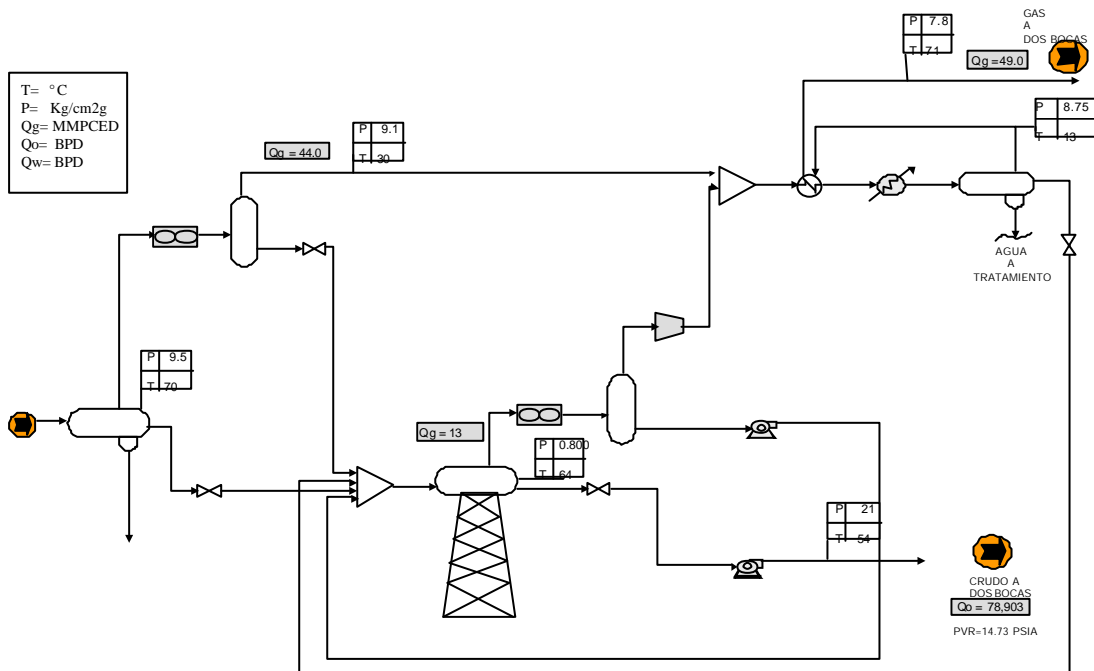 GAS
A
DOS BOCAS
P 7.8
T 71
Qg =49.0
T= °C
P= Kg/cm2g
Qg= MMPCED
Qo= BPD
Qw= BPD
P 8.75
T 13
P 9.1
T 30
Qg = 44.0
AGUA
A
TRATAMIENTO
P 9.5
T 70
Qg = 13
P 0.800
T 64
P 21
T 54
CRUDO A
DOS BOCAS
Qo = 78,903
PVR=14.73 PSIA